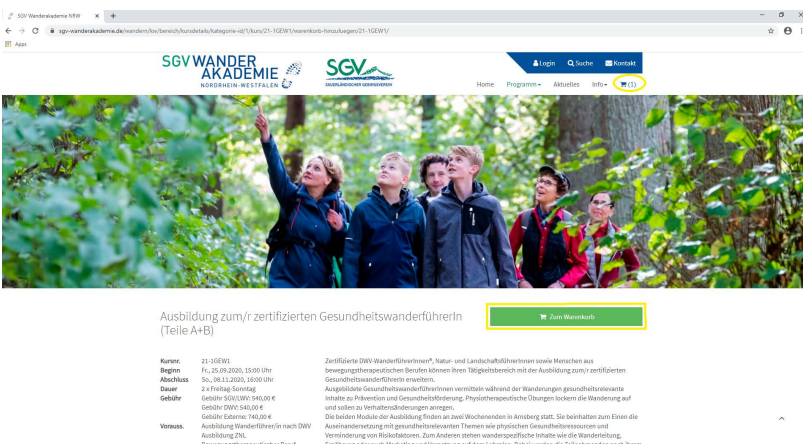 SGV Wanderakademie NRW
sgv-wanderakademie.de/wandern/loe/bereich/kursdetails/kategorie-id/1/kurs/21-1GEW1/warenkorb-hinzufuegen/21-1GEW1/
Apps
SGV WANDER
AKADEMIE
NORDRHEIN-WESTFALEN
SGV
SAUERLÄNDISCHER GEBIRGSVEREIN
Login Suche Kontakt
Home Programm Aktuelles Info (1)
Ausbildung zum/r zertifizierten GesundheitswanderführerIn
(Teile A+B)
Zum Warenkorb
Kursnr. 21-1GEW1
Beginn Fr., 25.09.2020, 15:00 Uhr
Abschluss So., 08.11.2020, 16:00 Uhr
Dauer 2 x Freitag-Sonntag
Gebühr Gebühr SGV/LWV: 540,00 €
Gebühr DWV: 540,00 €
Gebühr Externe: 740,00 €
Vorauss. Ausbildung Wanderführer/in nach DWV
Ausbildung ZNL
Zertifizierte DWV-WanderführerInnen®, Natur- und LandschaftsführerInnen sowie Menschen aus
bewegungstherapeutischen Berufen können ihren Tätigkeitsbereich mit der Ausbildung zum/r zertifizierten
GesundheitswanderführerIn erweitern.
Ausgebildete GesundheitswanderführerInnen vermitteln während der Wanderungen gesundheitsrelevante
Inhalte zu Prävention und Gesundheitsförderung. Physiotherapeutische Übungen lockern die Wanderung auf
und sollen zu Verhaltensänderungen anregen.
Die beiden Module der Ausbildung finden an zwei Wochenenden in Arnsberg statt. Sie beinhalten zum Einen die
Auseinandersetzung mit gesundheitsrelevanten Themen wie physischen Gesundheitsressourcen und
Verminderung von Risikofaktoren. Zum Anderen stehen wanderspezifische Inhalte wie die Wanderleitung,